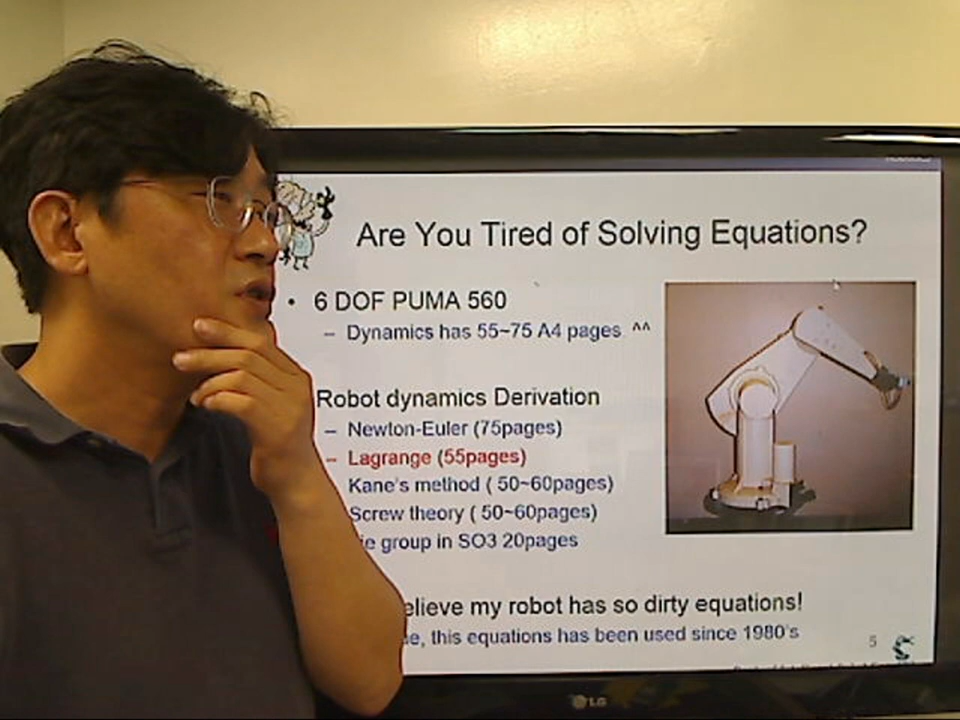 Are You Tired of Solving Equations?
• 6 DOF PUMA 560
– Dynamics has 55~75 A4 pages ^^
Robot dynamics Derivation
– Newton-Euler (75pages)
– Lagrange (55pages)
Kane's method ( 50~60pages)
Screw theory ( 50~60pages)
group in SO3 20pages
my robot has so dirty equations!
this equations has been used since 1980's
5
LG